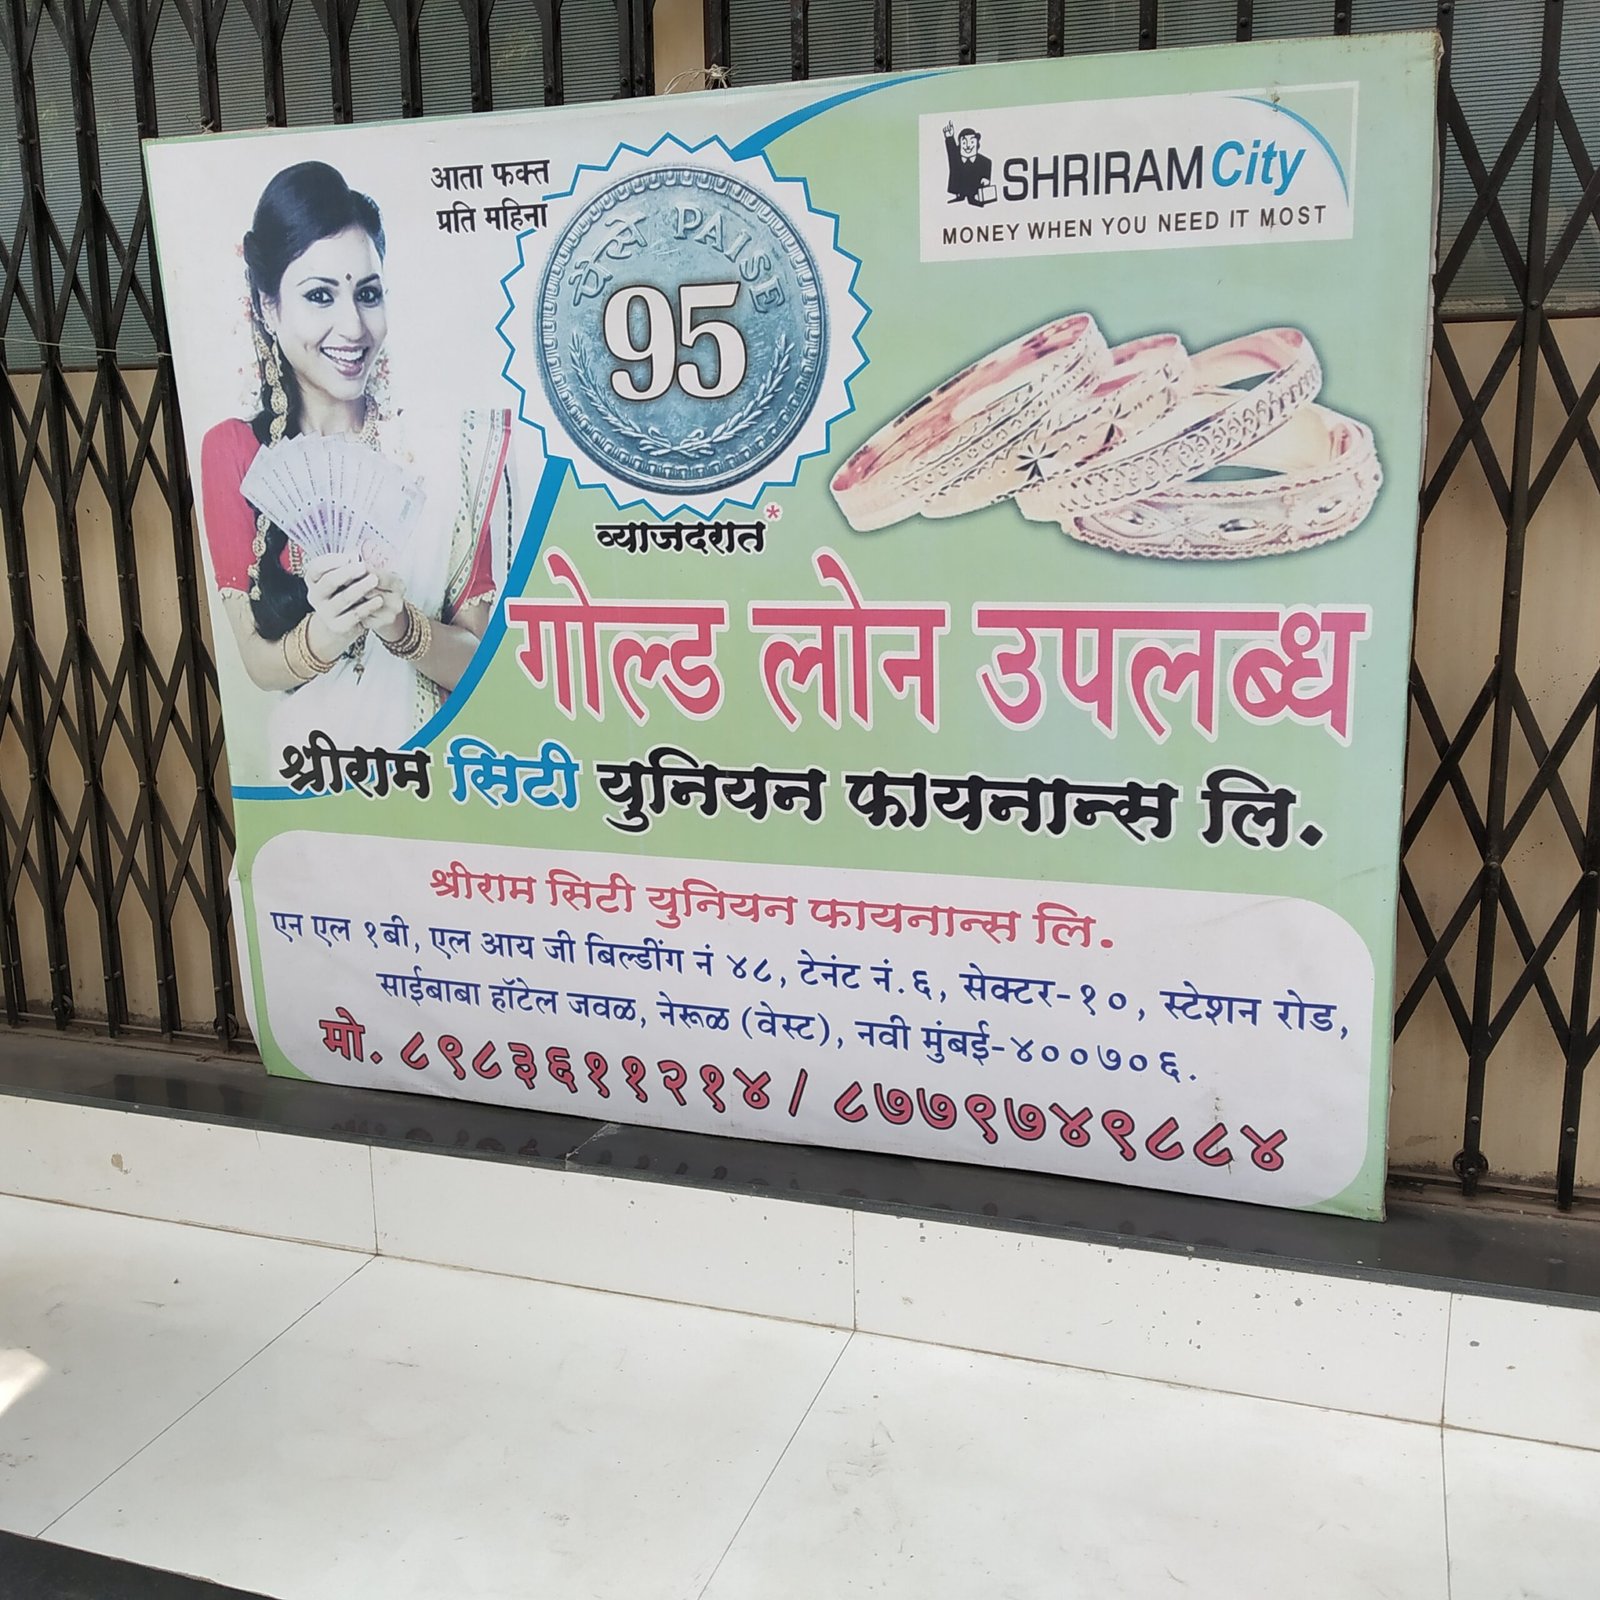 आता फक्त
प्रति महिना
पैसे PAISE
95
व्याजदरात*
SHRIRAM City
MONEY WHEN YOU NEED IT MOST
गोल्ड लोन उपलब्ध
श्रीराम सिटी युनियन फायनान्स लि.
श्रीराम सिटी युनियन फायनान्स लि.
एन एल १बी, एल आय जी बिल्डींग नं ४८, टेनंट नं. ६, सेक्टर-१०, स्टेशन रोड,
साईबाबा हॉटेल जवळ, नेरूळ (वेस्ट), नवी मुंबई-४००७०६.
मो. ८९८३६११२१४ / ८७७९७४९८८४